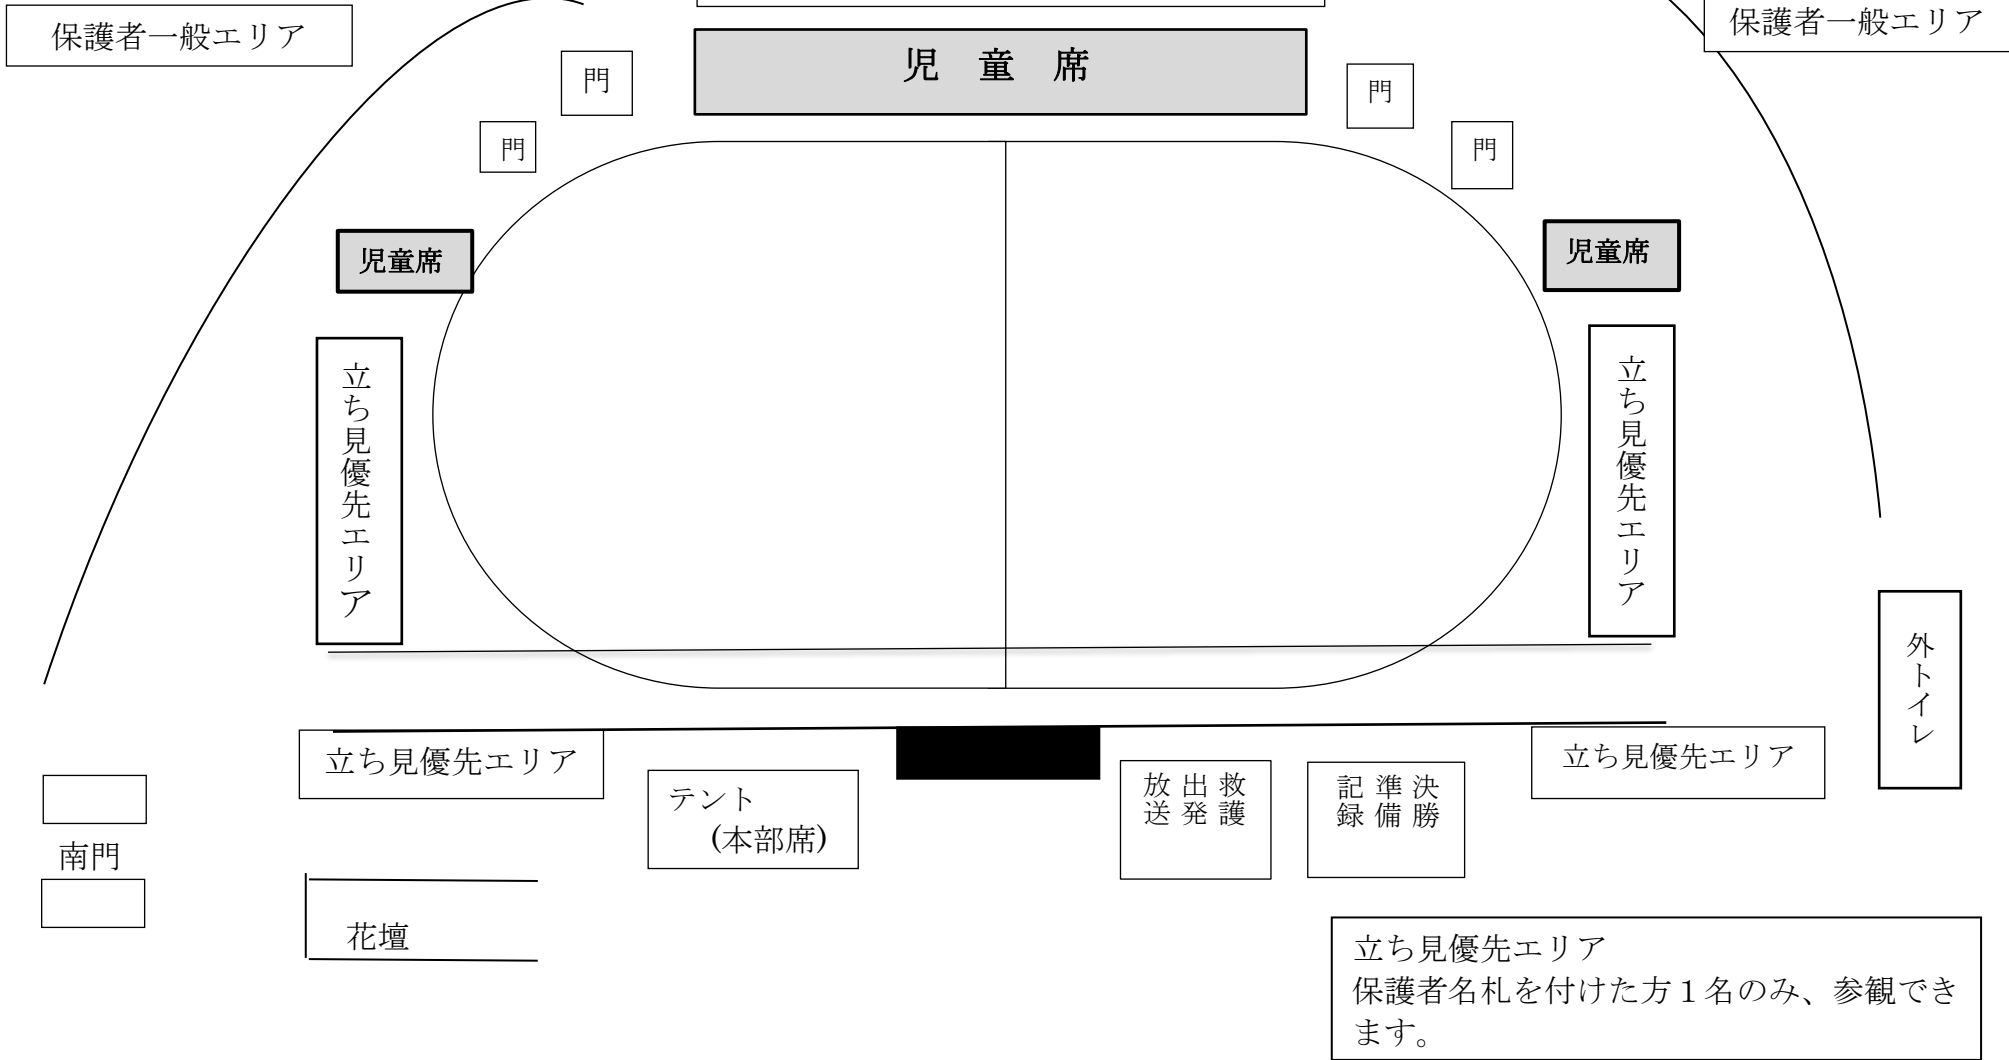 保護者一般エリア
保護者一般エリア
児 童 席
門
門
門
門
児童席
児童席
立ち見優先エリア
立ち見優先エリア
外トイレ
立ち見優先エリア
立ち見優先エリア
テント
(本部席)
救護
出発
放送
決勝
準備
記録
南門
花壇
立ち見優先エリア
保護者名札を付けた方１名のみ、参観でき
ます。